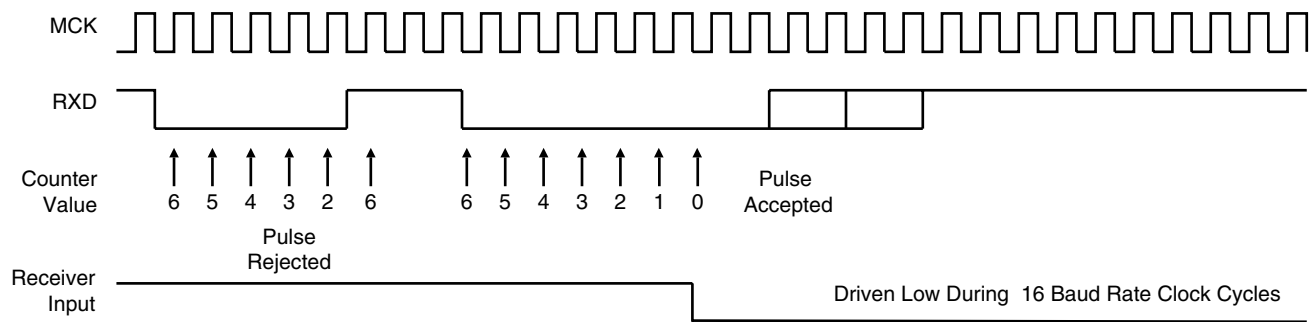 MCK
RXD
Counter
Value
6 5 4 3 2 6 6 5 4 3 2 1 0
Pulse
Accepted
Pulse
Rejected
Receiver
Input
Driven Low During 16 Baud Rate Clock Cycles